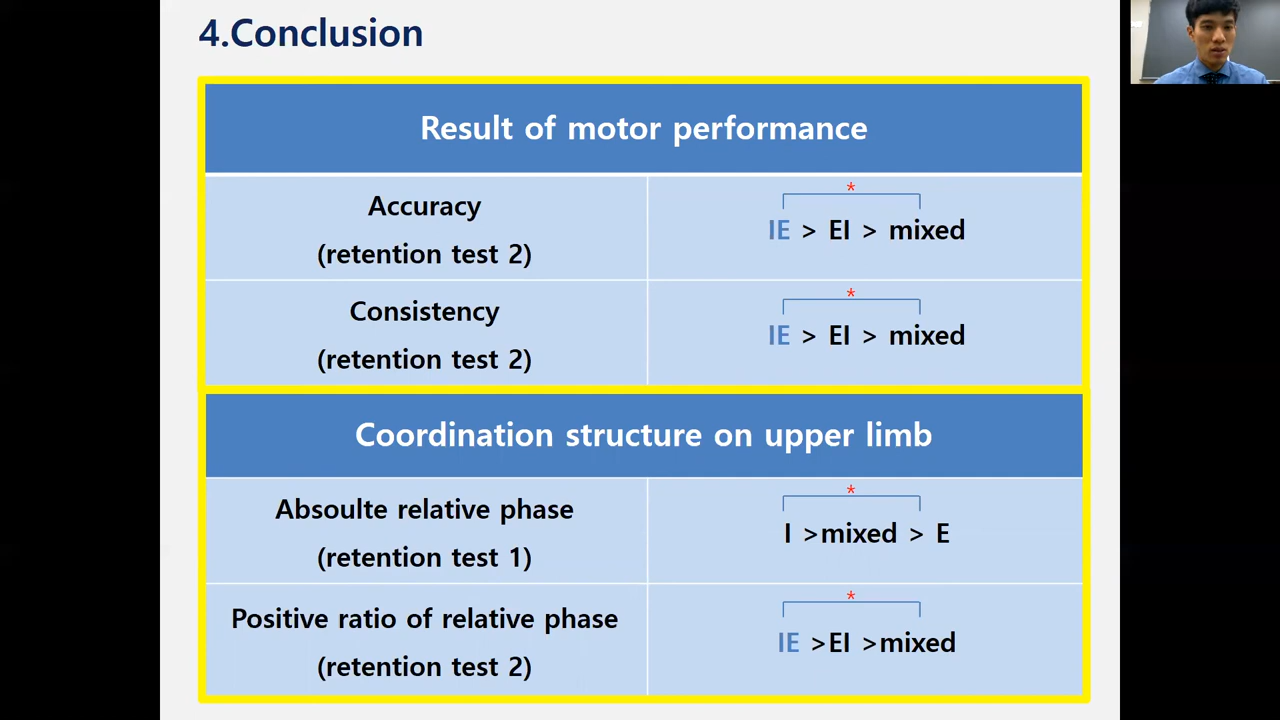 4.Conclusion
Result of motor performance
Accuracy
(retention test 2)
*
IE > EI > mixed
Consistency
(retention test 2)
*
IE > EI > mixed
Coordination structure on upper limb
Absoulte relative phase
(retention test 1)
*
I >mixed > E
Positive ratio of relative phase
(retention test 2)
*
IE >EI >mixed